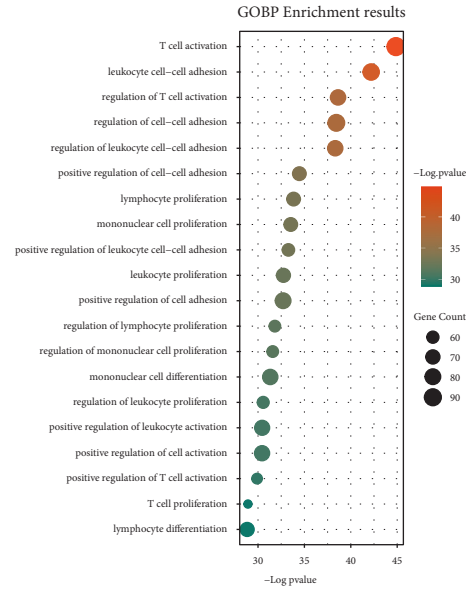 GOBP Enrichment results
T cell activation
leukocyte cell−cell adhesion
regulation of T cell activation
regulation of cell−cell adhesion
regulation of leukocyte cell−cell adhesion
positive regulation of cell−cell adhesion
lymphocyte proliferation
mononuclear cell proliferation
positive regulation of leukocyte cell−cell adhesion
leukocyte proliferation
positive regulation of cell adhesion
regulation of lymphocyte proliferation
regulation of mononuclear cell proliferation
mononuclear cell differentiation
regulation of leukocyte proliferation
positive regulation of leukocyte activation
positive regulation of cell activation
positive regulation of T cell activation
T cell proliferation
lymphocyte differentiation
30 35 40 45
−Log pvalue
−Log.pvalue
40
35
30
Gene Count
60
70
80
90